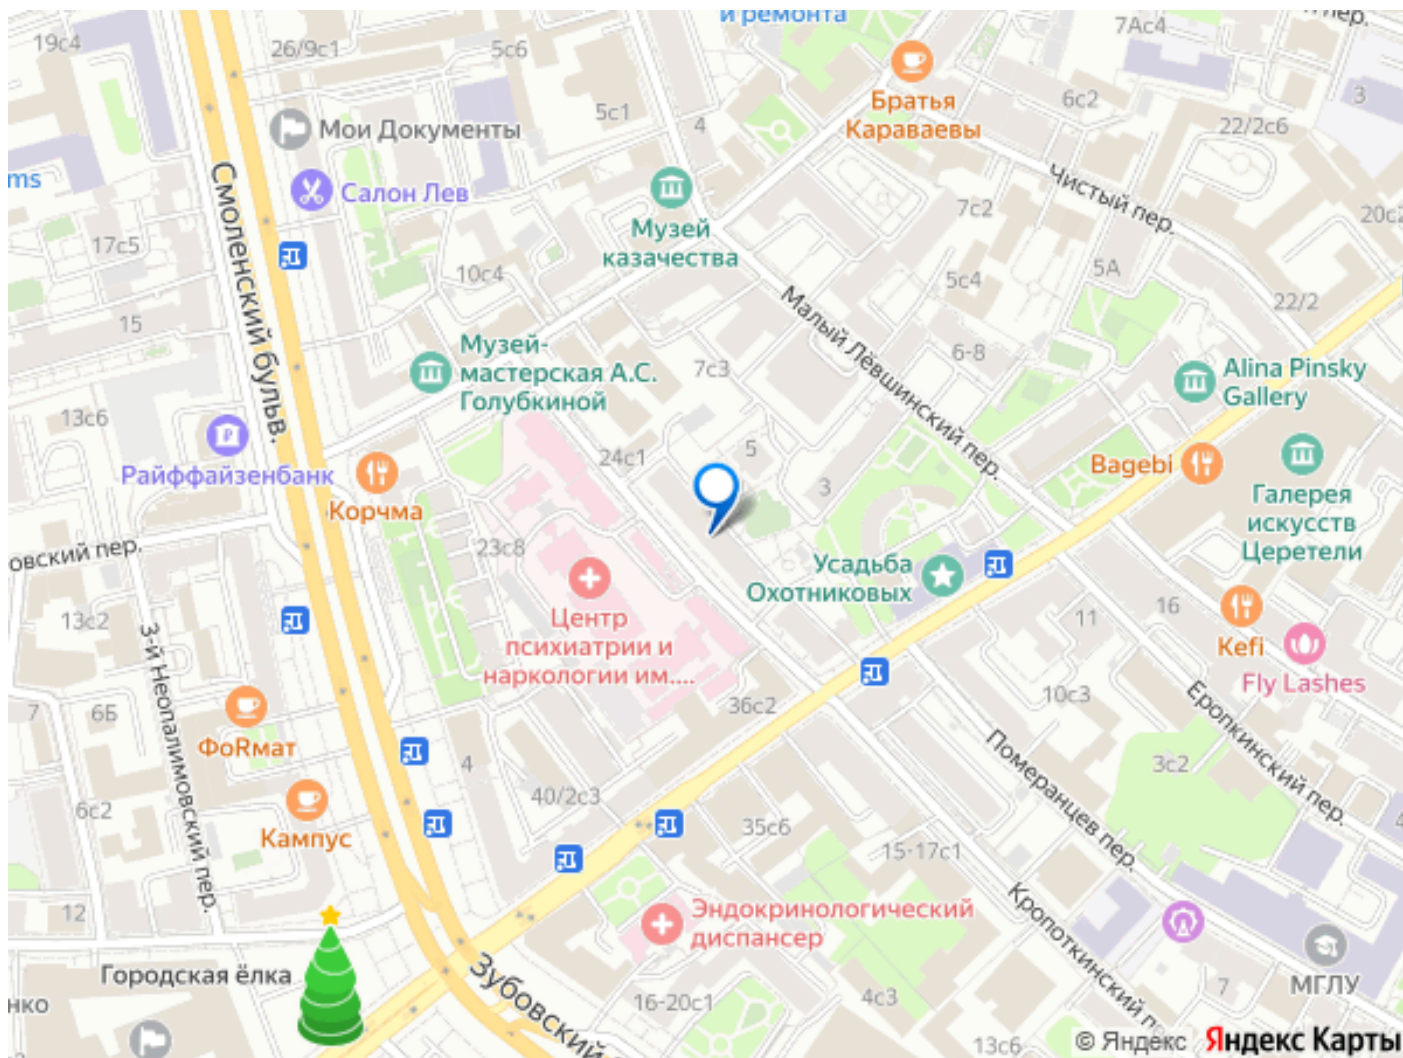 и ремонта
7Ас4
пер.
19с4
26/9с1
5с6
Братья
Караваевы
6с2
3
5с1
4
22/2с6
Мои Документы
ms
Салон Лев
Чистый пер.
Смоленский бульв.
Музей
казачества
7с2
20с2
17с5
10с4
5с4
5А
22/2
15
Малый Лёвшинский пер.
Музей-
мастерская А.С.
Голубкиной
7с3
6-8
Alina Pinsky
Gallery
13с6
Райффайзенбанк
24с1
5
Bagebi
3
Корчма
Галерея
искусств
Церетели
овский пер.
23с8
Усадьба
Охотниковых
Центр
психиатрии и
наркологии им....
13с2
11
16
Kefi
Fly Lashes
3-й Неопалимовский пер.
7
6Б
36с2
10с3
Еропкинский пер.
ФоRмат
4
Померанцев пер.
3с2
6с2
40/2с3
Кампус
35с6
15-17с1
4
12
Эндокринологический
диспансер
Кропоткинский п
Городская ёлка
Зубовский
МГЛУ
7
16-20с1
4с3
нко
13с6
© Яндекс
Яндекс Карты